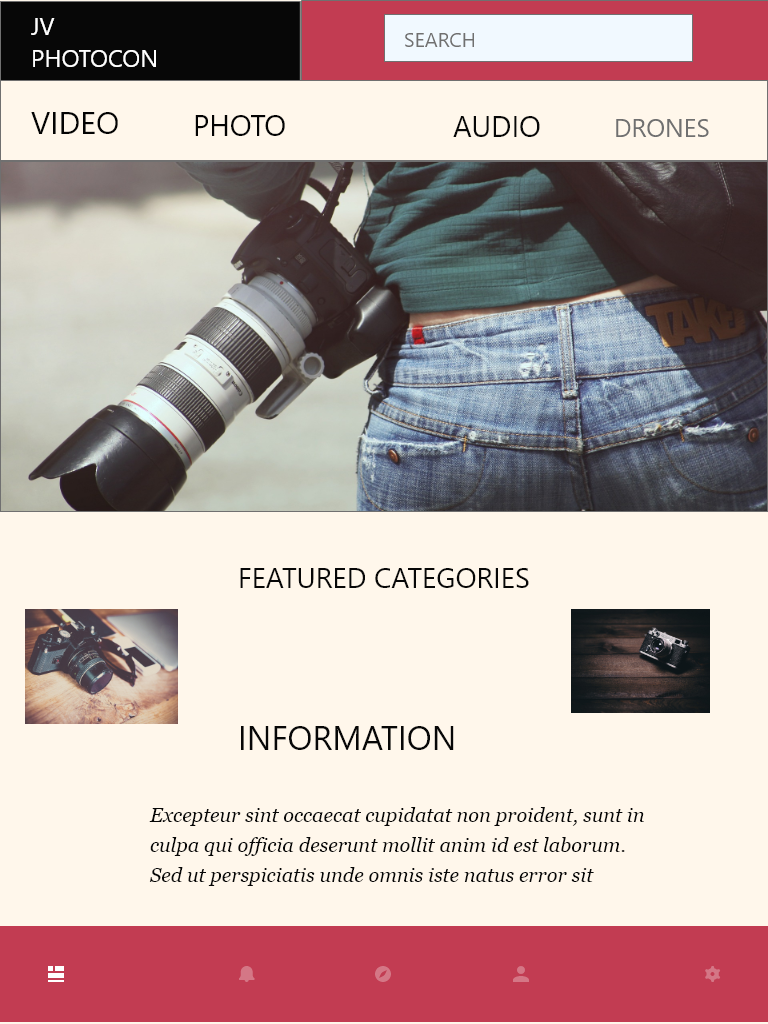 JV
PHOTOCON
SEARCH
VIDEO
PHOTO
AUDIO
DRONES
TAKE
FEATURED CATEGORIES
INFORMATION
Excepteur sint occaecat cupidatat non proident, sunt in
culpa qui officia deserunt mollit anim id est laborum.
Sed ut perspiciatis unde omnis iste natus error sit